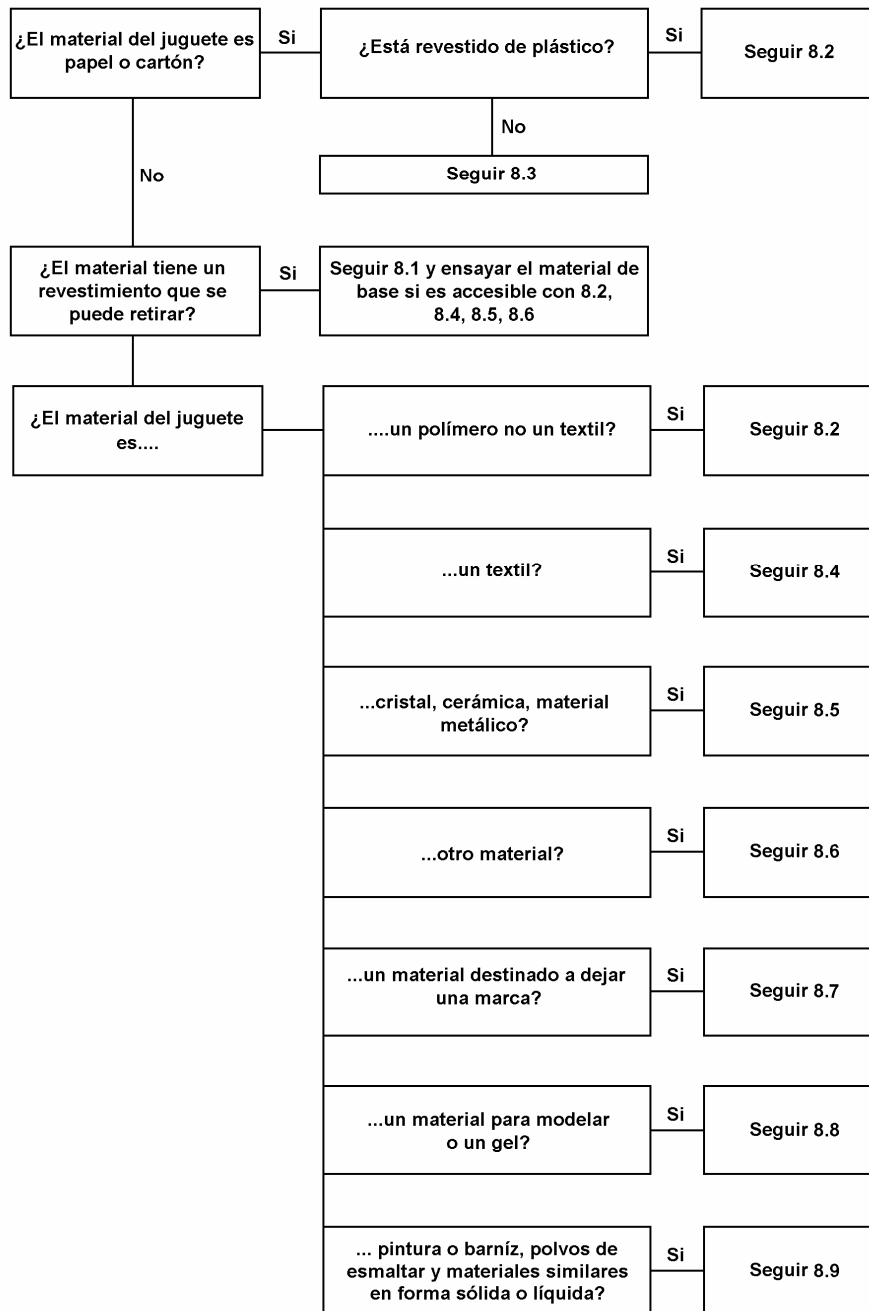 ¿El material del juguete es
papel o cartón?
Si
¿Está revestido de plástico?
Si
Seguir 8.2
No
Seguir 8.3
No
¿El material tiene un
revestimiento que se
puede retirar?
Si
Seguir 8.1 y ensayar el material de
base si es accesible con 8.2,
8.4, 8.5, 8.6
¿El material del juguete
es....
....un polímero no un textil?
Si
Seguir 8.2
...un textil?
Si
Seguir 8.4
...cristal, cerámica, material
metálico?
Si
Seguir 8.5
...otro material?
Si
Seguir 8.6
...un material destinado a dejar
una marca?
Si
Seguir 8.7
...un material para modelar
o un gel?
Si
Seguir 8.8
... pintura o barníz, polvos de
esmaltar y materiales similares
en forma sólida o líquida?
Si
Seguir 8.9